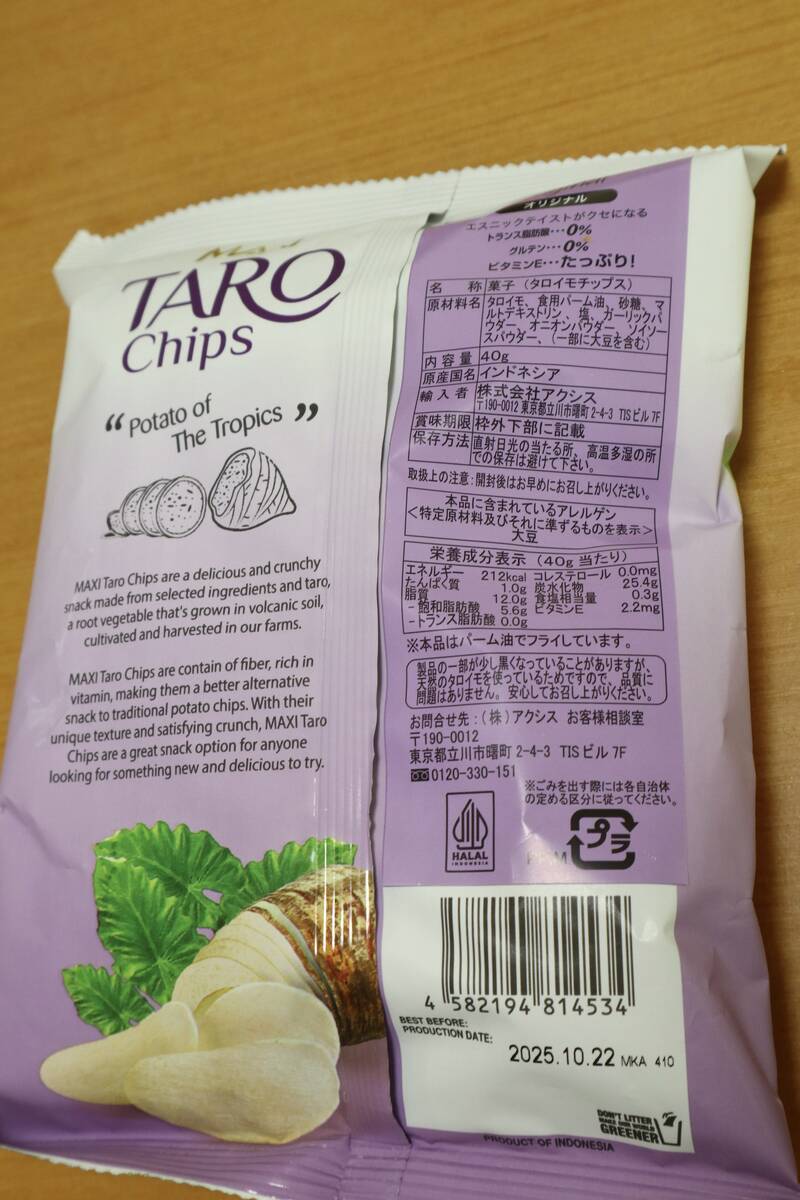 Maxi
TARO
Chips
“ Potato of
The Tropics ”
MAXI Taro Chips are a delicious and crunchy
snack made from selected ingredients and taro,
a root vegetable that's grown in volcanic soil,
cultivated and harvested in our farms.
MAXI Taro Chips are contain of fiber, rich in
vitamin, making them a better alternative
snack to traditional potato chips. With their
unique texture and satisfying crunch, MAXI Taro
Chips are a great snack option for anyone
looking for something new and delicious to try.
オリジナル
エスニックテイストがクセになる
トランス脂肪酸・・・0%
グルテン・・・0%
ビタミンE・・・たっぷり!
名 称 菓子（タロイモチップス）
原材料名 タロイモ、食用パーム油、砂糖、マ
ルトデキストリン、塩、ガーリックパ
ウダー、オニオンパウダー、ソイソー
スパウダー、（一部に大豆を含む）
内容量 40g
原産国名 インドネシア
輸入者 株式会社アクシス
〒190-0012 東京都立川市曙町2-4-3 TISビル7F
賞味期限 枠外下部に記載
保存方法 直射日光の当たる所、高温多湿の所
での保存は避けて下さい。
取扱上の注意：開封後はお早めにお召し上がりください。
本品に含まれているアレルゲン
＜特定原材料及びそれに準ずるものを表示＞
大豆
栄養成分表示（40g当たり）
エネルギー 212kcal コレステロール 0.0mg
たんぱく質 1.0g 炭水化物 25.4g
脂質 12.0g 食塩相当量 0.3g
- 飽和脂肪酸 5.6g ビタミンE 2.2mg
- トランス脂肪酸 0.0g
※本品はパーム油でフライしています。
製品の一部が少し黒くなっていることがありますが、
天然のタロイモを使っているためですので、品質に
問題はありません。安心してお召し上がりください。
お問合せ先：（株）アクシス お客様相談室
〒190-0012
東京都立川市曙町2-4-3 TISビル7F
0120-330-151
※ごみを出す際には各自治体
の定める区分に従ってください。
HALAL
INDONESIA
プラ
4 582194 814534
BEST BEFORE:
PRODUCTION DATE:
2025.10.22 MKA 410
DON'T LITTER
MAKE OUR WORLD
GREENER
PRODUCT OF INDONESIA